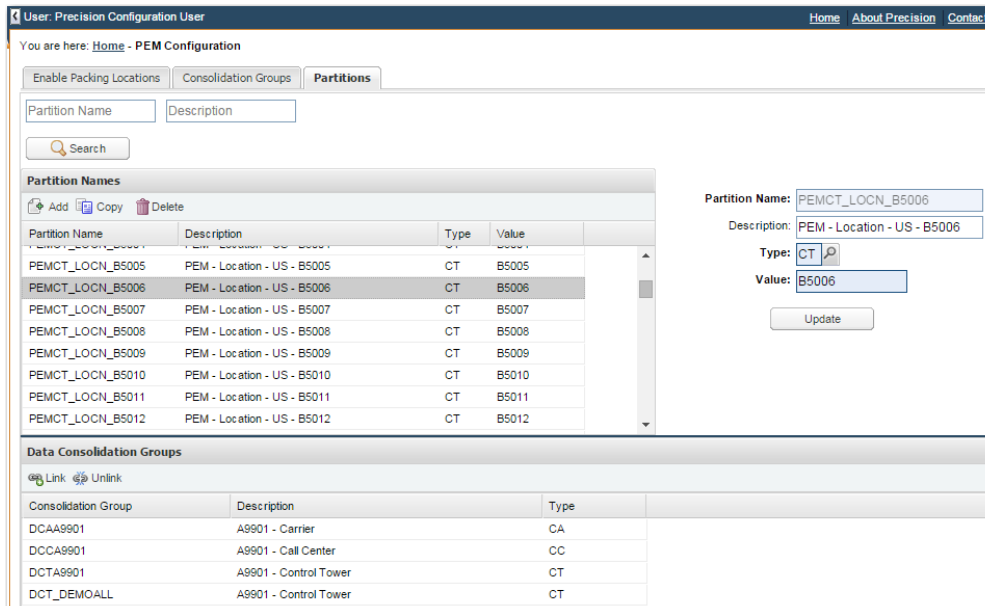 User: Precision Configuration User
Home About Precision Contac
You are here: Home - PEM Configuration
Enable Packing Locations Consolidation Groups Partitions
Partition Name Description
Search
Partition Names
Add Copy Delete
Partition Name Description Type Value
PEMCT_LOCN_B5005 PEM - Location - US - B5005 CT B5005
PEMCT_LOCN_B5006 PEM - Location - US - B5006 CT B5006
PEMCT_LOCN_B5007 PEM - Location - US - B5007 CT B5007
PEMCT_LOCN_B5008 PEM - Location - US - B5008 CT B5008
PEMCT_LOCN_B5009 PEM - Location - US - B5009 CT B5009
PEMCT_LOCN_B5010 PEM - Location - US - B5010 CT B5010
PEMCT_LOCN_B5011 PEM - Location - US - B5011 CT B5011
PEMCT_LOCN_B5012 PEM - Location - US - B5012 CT B5012
Partition Name: PEMCT_LOCN_B5006
Description: PEM - Location - US - B5006
Type: CT
Value: B5006
Update
Data Consolidation Groups
Link Unlink
Consolidation Group Description Type
DCAA9901 A9901 - Carrier CA
DCCA9901 A9901 - Call Center CC
DCTA9901 A9901 - Control Tower CT
DCT_DEMOALL A9901 - Control Tower CT